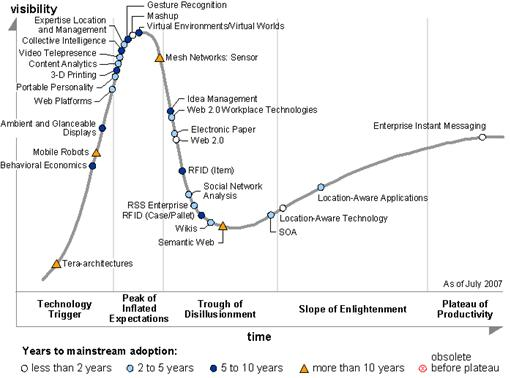 visibility
Gesture Recognition
Mashup
Virtual Environments/Virtual Worlds
Expertise Location
and Management
Collective Intelligence
Video Telepresence
Content Analytics
3-D Printing
Portable Personality
Web Platforms
Mesh Networks: Sensor
Idea Management
Web 2.0 Workplace Technologies
Ambient and Glanceable
Displays
Electronic Paper
Web 2.0
Enterprise Instant Messaging
Mobile Robots
Behavioral Economics
RFID (Item)
Social Network
Analysis
Location-Aware Applications
RSS Enterprise
RFID (Case/Pallet)
Location-Aware Technology
Wikis
SOA
Semantic Web
Tera-architectures
As of July 2007
Technology
Trigger
Peak of
Inflated
Expectations
Trough of
Disillusionment
Slope of Enlightenment
Plateau of
Productivity
time
Years to mainstream adoption:
less than 2 years
2 to 5 years
5 to 10 years
more than 10 years
obsolete
before plateau